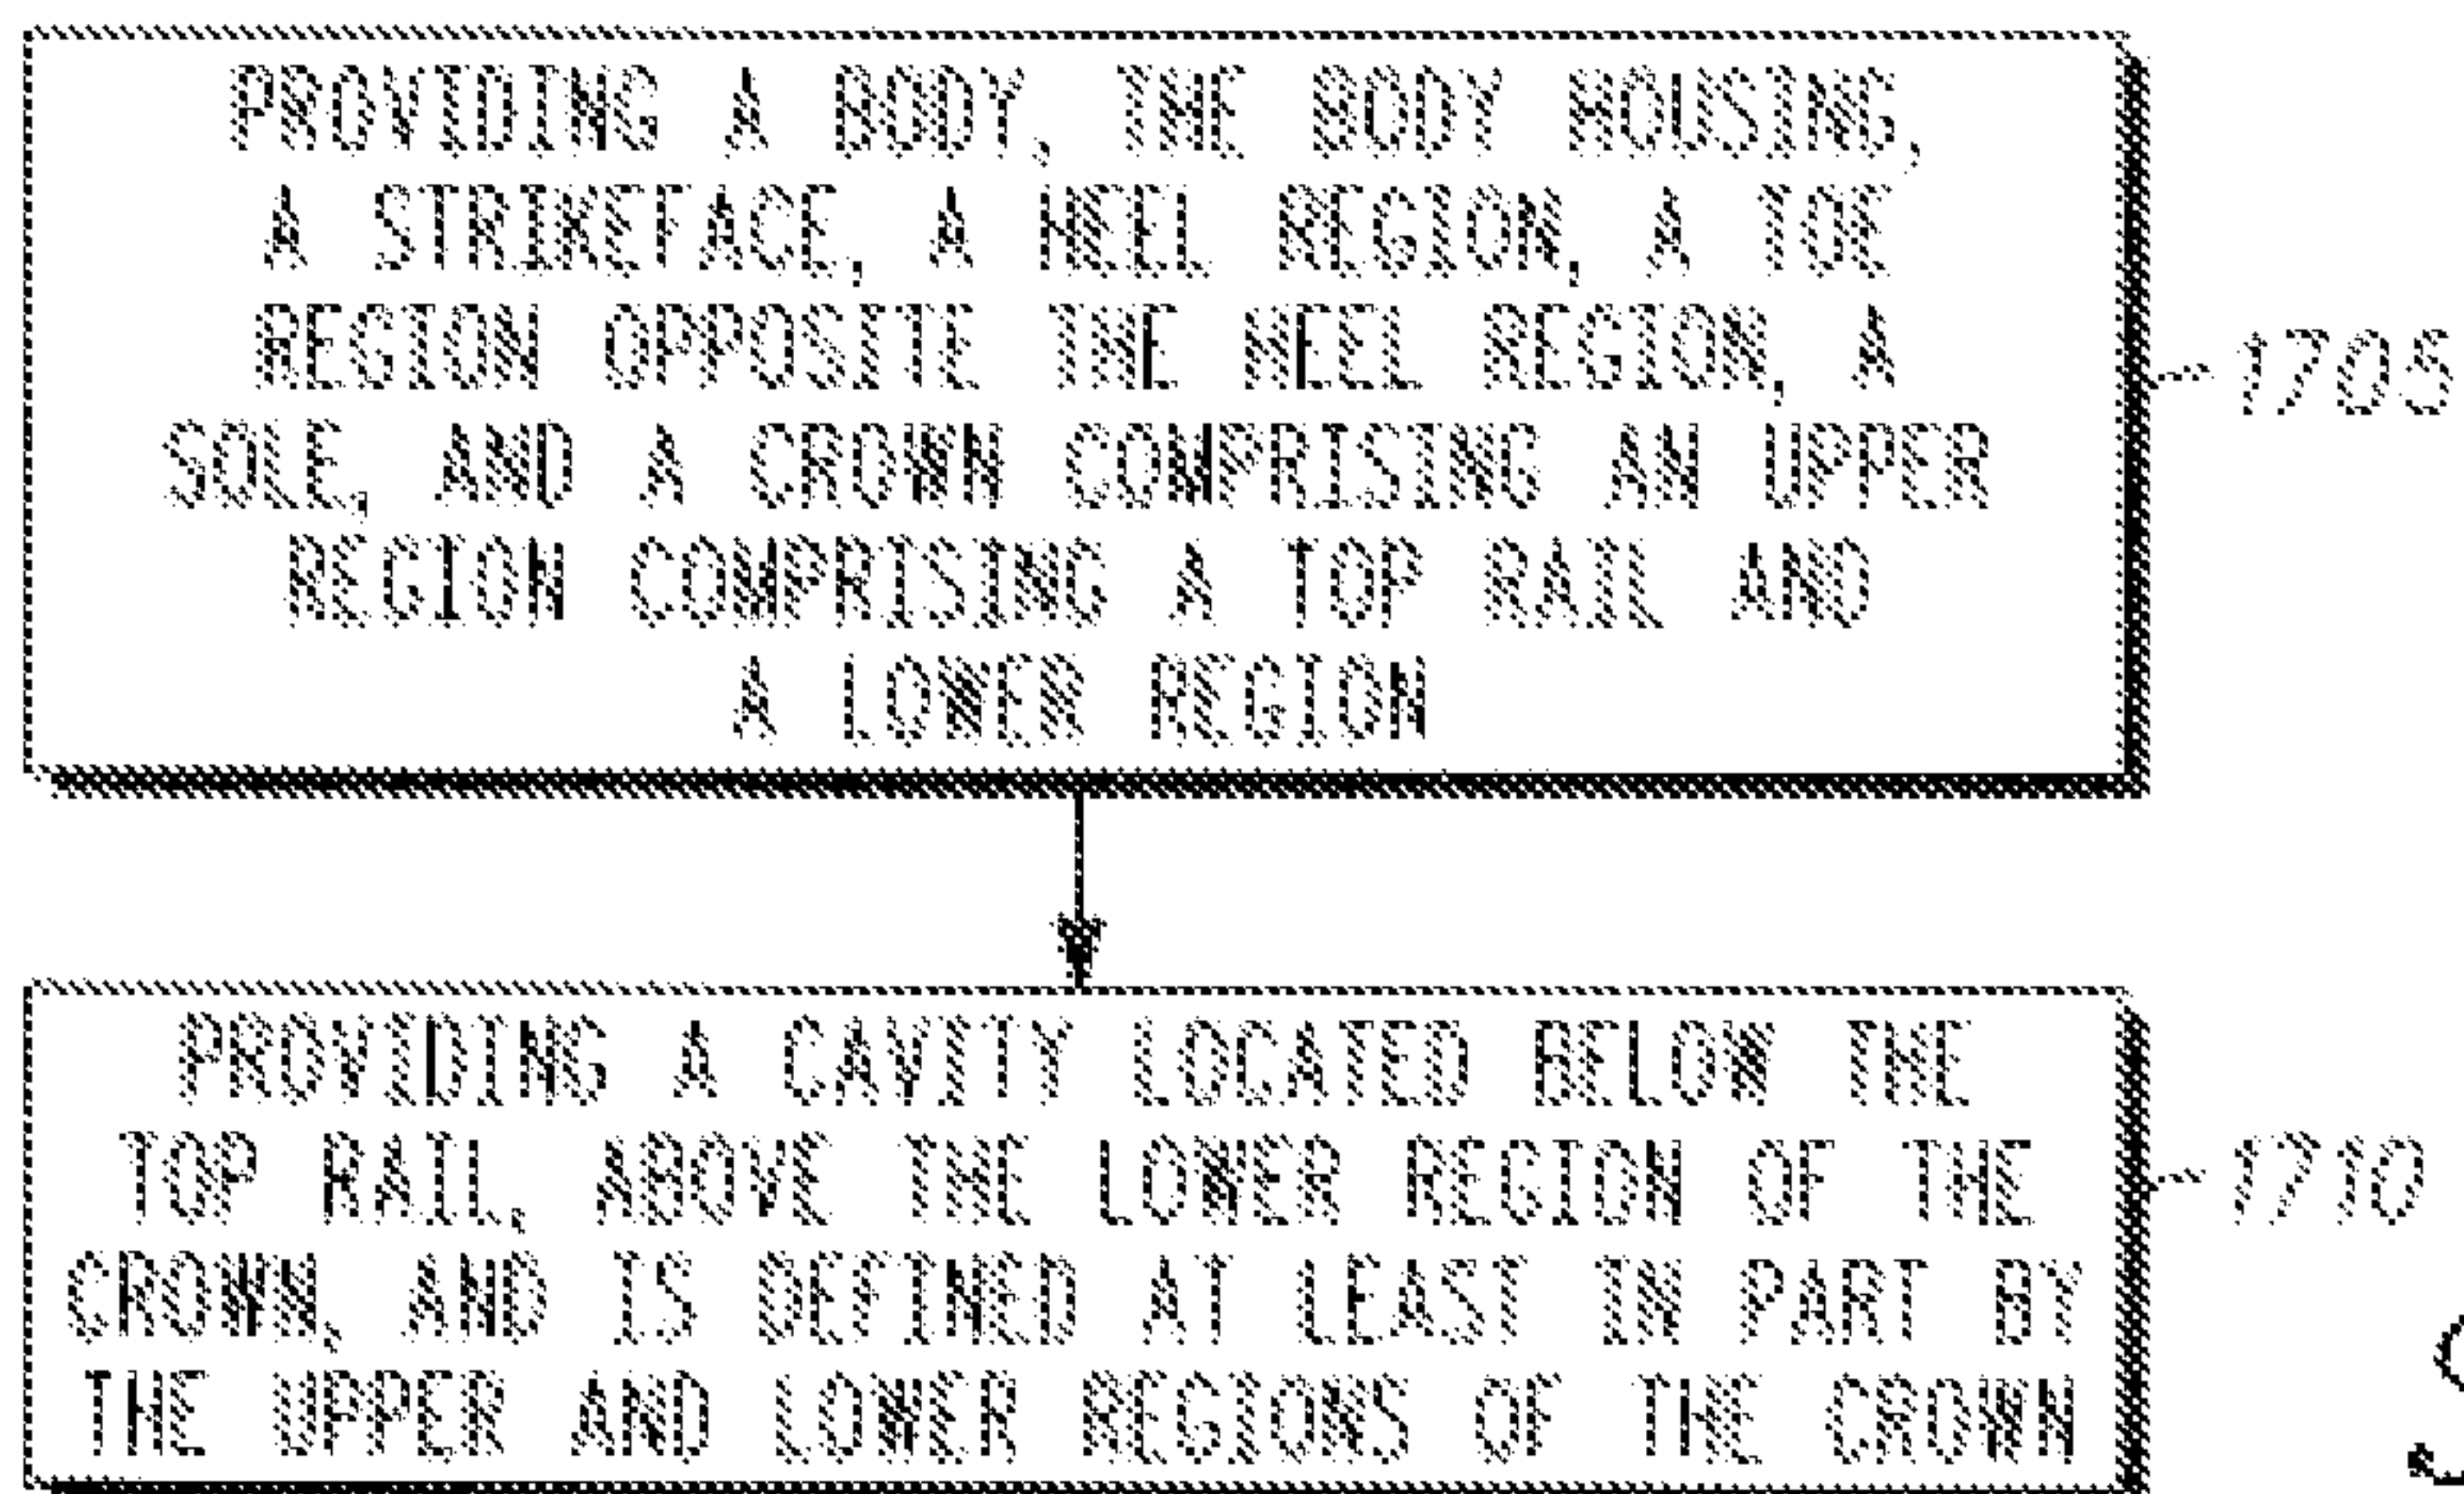 PROVIDING A BODY, THE BODY HOUSING,
A STRIKEFACE, A HEEL REGION, A TOE
REGION OPPOSITE THE HEEL REGION, A
SOLE, AND A CROWN COMPRISING AN UPPER
REGION COMPRISING A TOP RAIL AND
A LOWER REGION
1705
PROVIDING A CAVITY LOCATED BELOW THE
TOP RAIL, ABOVE THE LOWER REGION OF THE
CROWN, AND IS DEFINED AT LEAST IN PART BY
THE UPPER AND LOWER REGIONS OF THE CROWN
1710